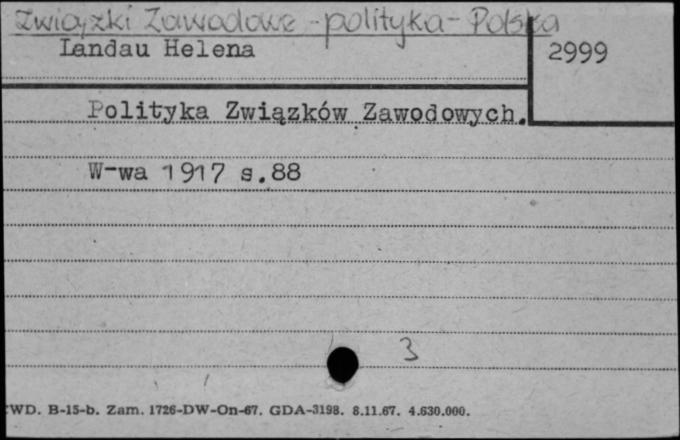 Związki Zawodowe - polityka - Polska
Landau Helena
2999
Polityka Związków Zawodowych.
W-wa 1917 s.88
3
WD. B-15-b. Zam. 1726-DW-On-67. GDA-3198. 8.11.67. 4.630.000.